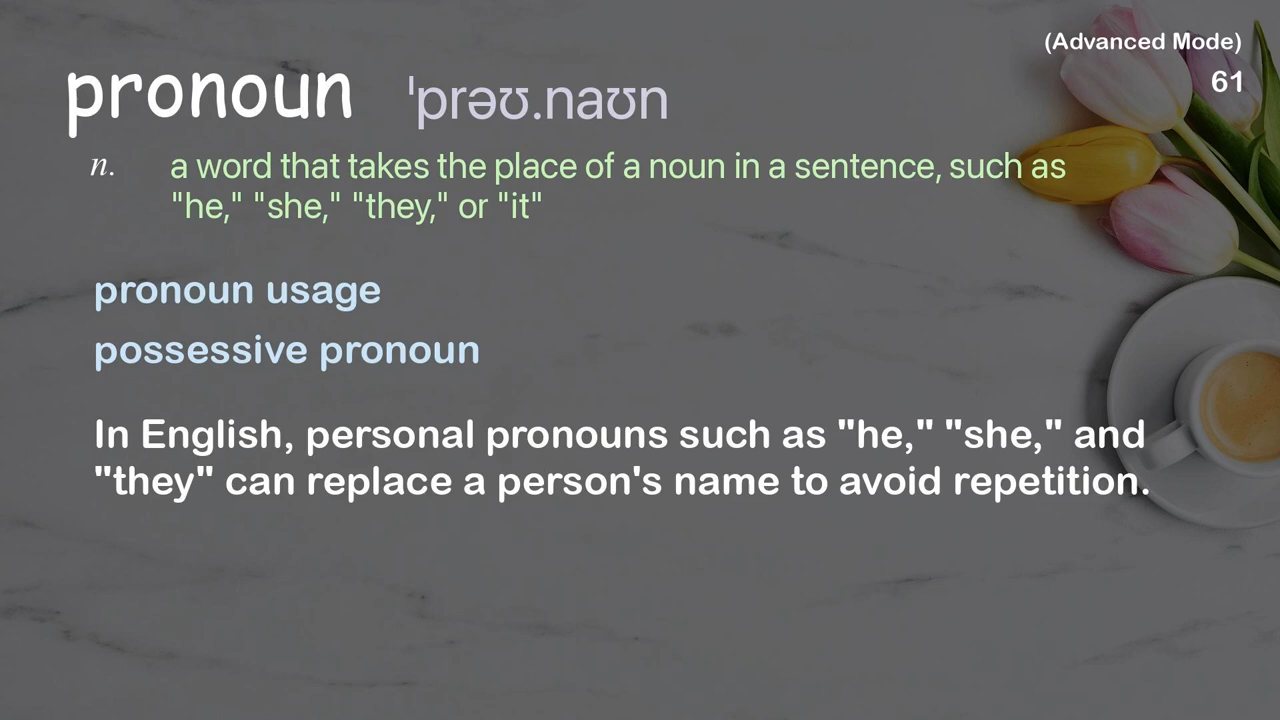 (Advanced Mode)
61
pronoun ˈprəʊ.naʊn
n. a word that takes the place of a noun in a sentence, such as
"he," "she," "they," or "it"
pronoun usage
possessive pronoun
In English, personal pronouns such as "he," "she," and
"they" can replace a person's name to avoid repetition.